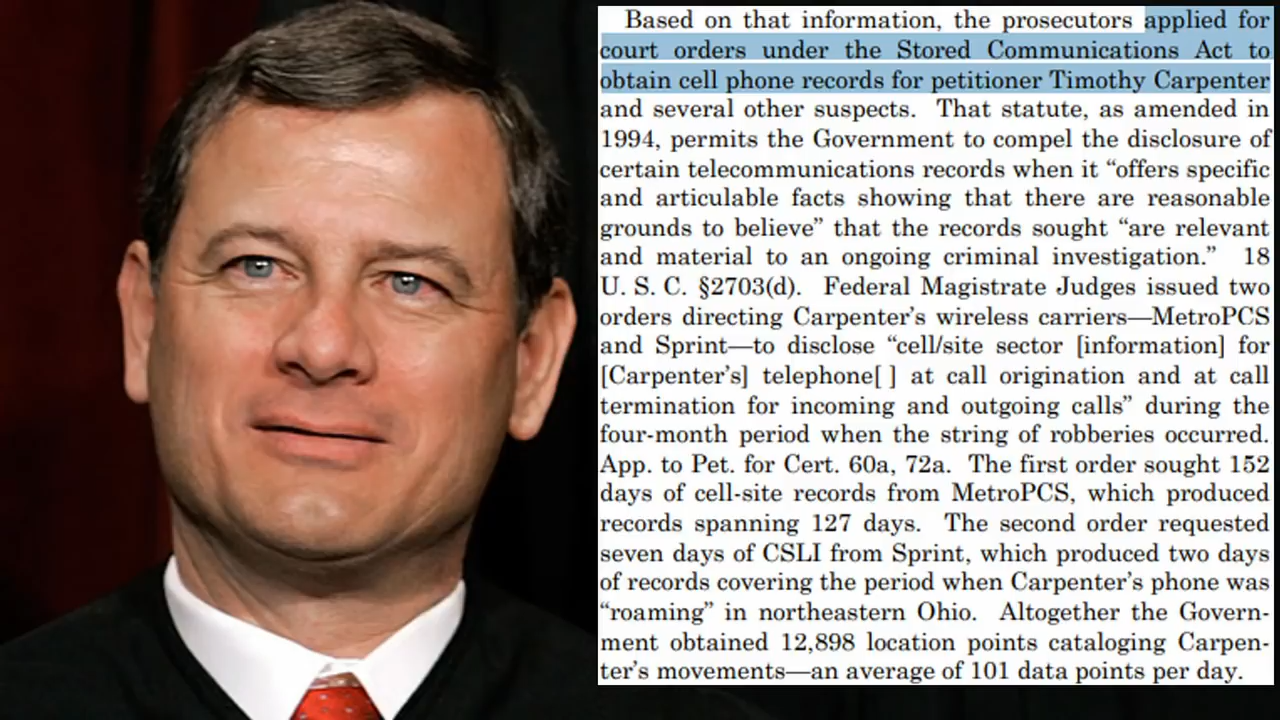 Based on that information, the prosecutors applied for
court orders under the Stored Communications Act to
obtain cell phone records for petitioner Timothy Carpenter
and several other suspects. That statute, as amended in
1994, permits the Government to compel the disclosure of
certain telecommunications records when it “offers specific
and articulable facts showing that there are reasonable
grounds to believe” that the records sought “are relevant
and material to an ongoing criminal investigation.” 18
U. S. C. §2703(d). Federal Magistrate Judges issued two
orders directing Carpenter’s wireless carriers—MetroPCS
and Sprint—to disclose “cell/site sector [information] for
[Carpenter’s] telephone[ ] at call origination and at call
termination for incoming and outgoing calls” during the
four-month period when the string of robberies occurred.
App. to Pet. for Cert. 60a, 72a. The first order sought 152
days of cell-site records from MetroPCS, which produced
records spanning 127 days. The second order requested
seven days of CSLI from Sprint, which produced two days
of records covering the period when Carpenter’s phone was
“roaming” in northeastern Ohio. Altogether the Govern-
ment obtained 12,898 location points cataloging Carpen-
ter’s movements—an average of 101 data points per day.